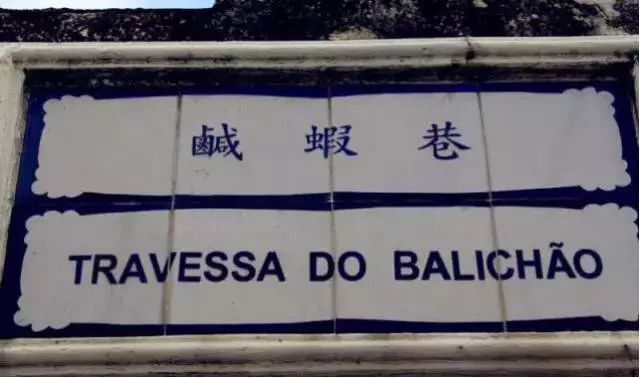 鹹蝦巷
TRAVESSA DO BALICHÃO